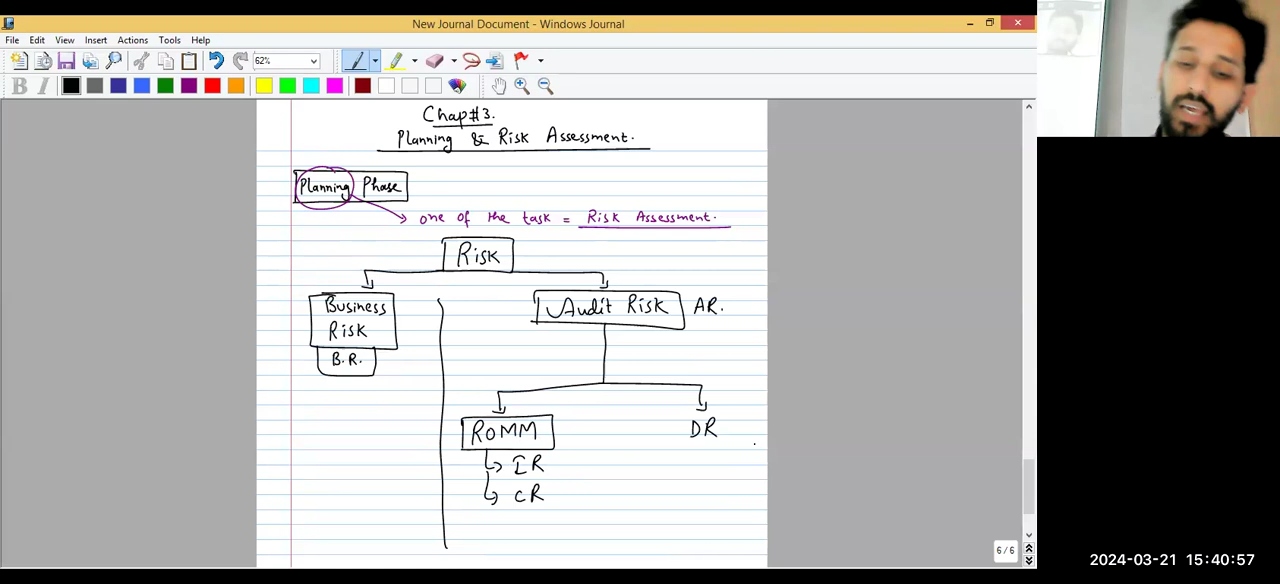 New Journal Document - Windows Journal
File Edit View Insert Actions Tools Help
62%
B I
Chap#3.
Planning & Risk Assessment.
Planning Phase
one of the task = Risk Assessment.
Risk
Business Risk
B.R.
Audit Risk AR.
ROMM
DR
IR
CR
6 / 6
2024-03-21 15:40:57